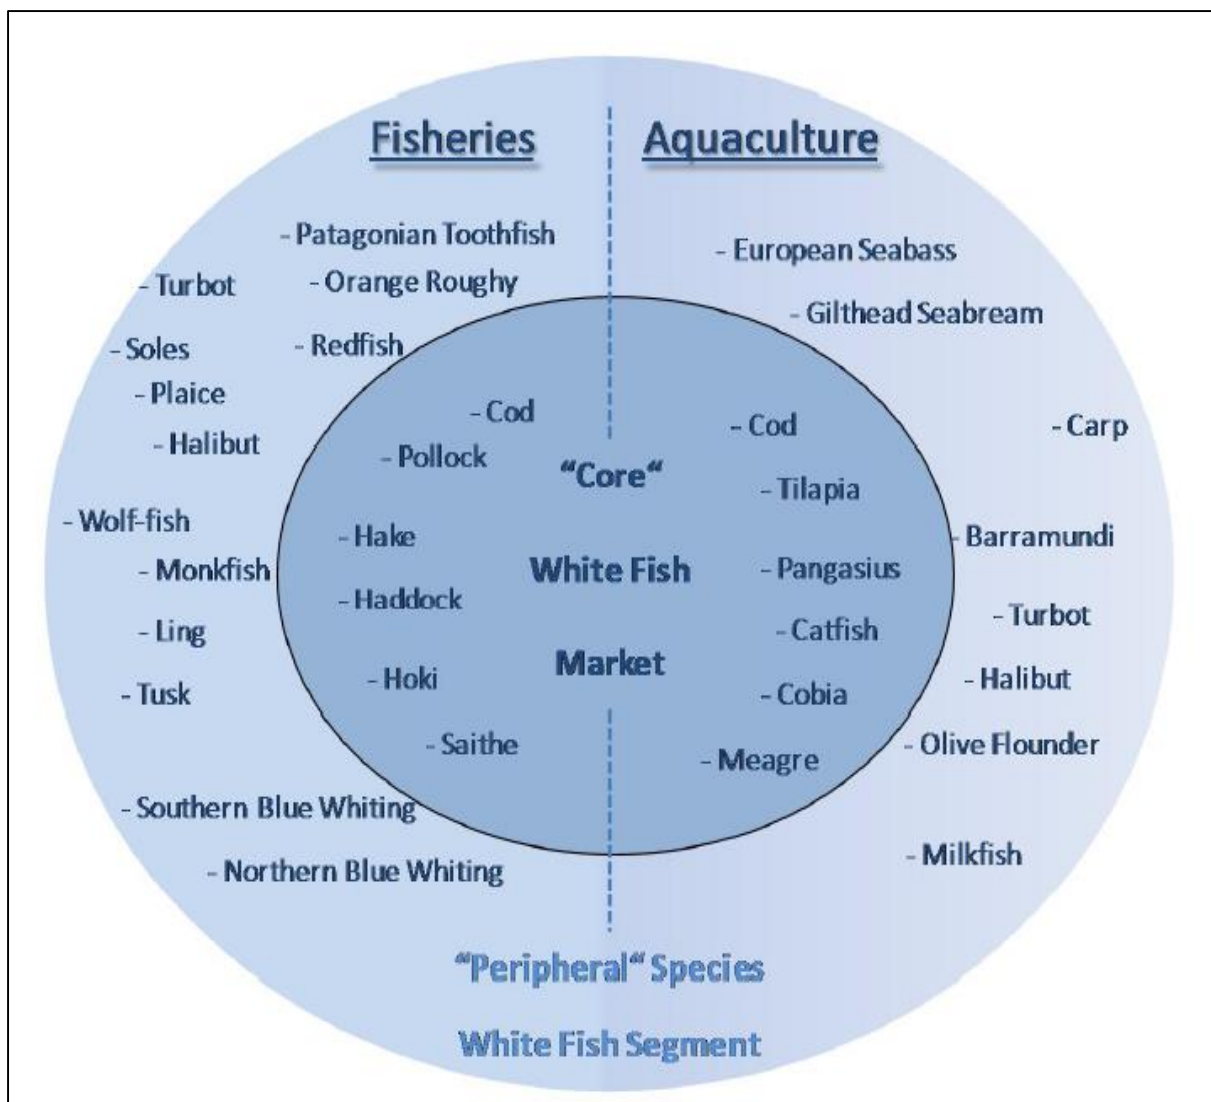 Fisheries
Aquaculture
- Patagonian Toothfish
- Turbot
- Orange Roughy
- Soles
- Redfish
- Plaice
- Halibut
- Wolf-fish
- Monkfish
- Ling
- Tusk
- Southern Blue Whiting
- Northern Blue Whiting
- Cod
- Pollock
- Hake
- Haddock
- Hoki
- Saithe
"Core"
White Fish
Market
- Cod
- Tilapia
- Pangasius
- Catfish
- Cobia
- Meagre
- European Seabass
- Gilthead Seabream
- Carp
- Barramundi
- Turbot
- Halibut
- Olive Flounder
- Milkfish
"Peripheral" Species
White Fish Segment